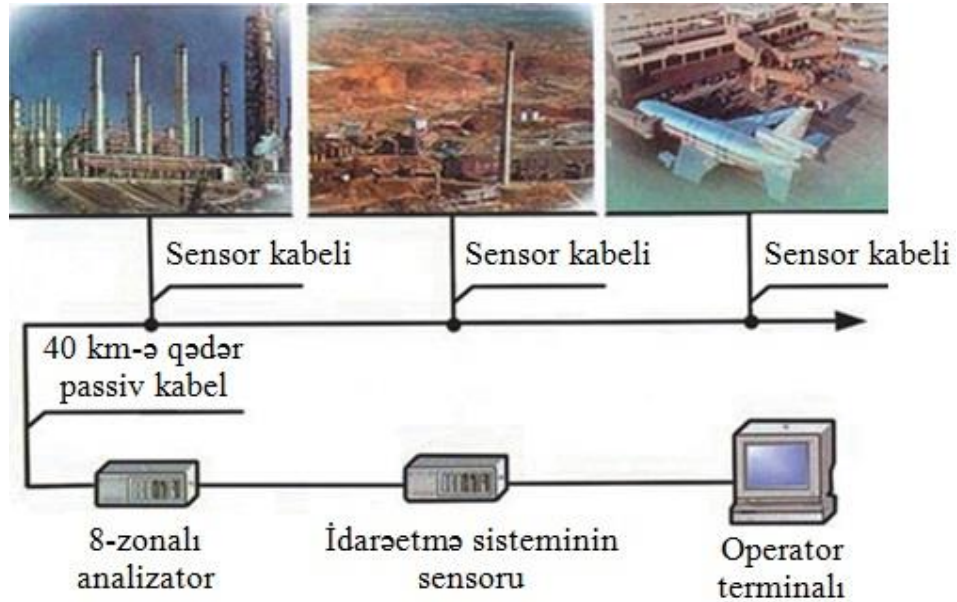 Sensor kabeli
Sensor kabeli
Sensor kabeli
40 km-ə qədər
passiv kabel
8-zonalı
analizator
İdarəetmə sisteminin
sensoru
Operator
terminalı